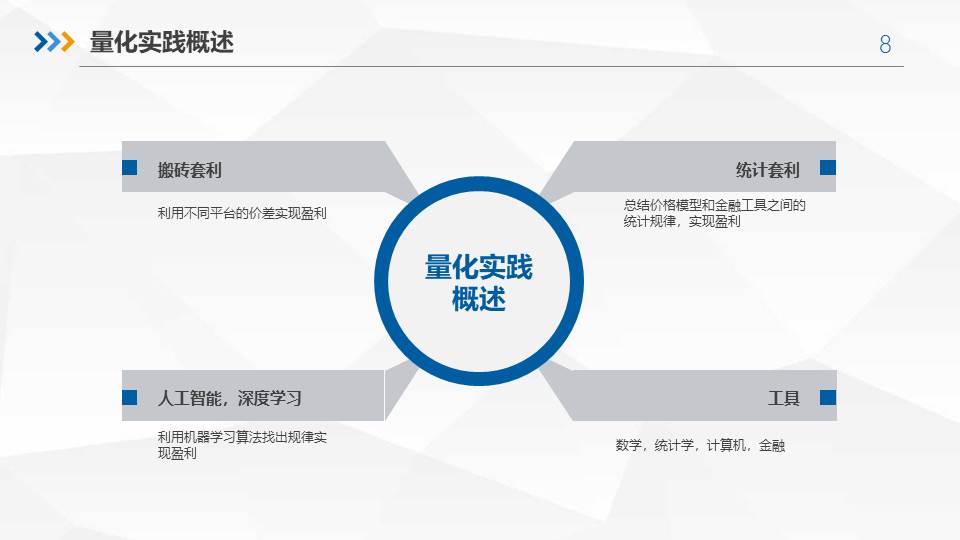 量化实践概述
8
搬砖套利
利用不同平台的价差实现盈利
统计套利
总结价格模型和金融工具之间的
统计规律，实现盈利
量化实践
概述
人工智能，深度学习
利用机器学习算法找出规律实
现盈利
工具
数学，统计学，计算机，金融